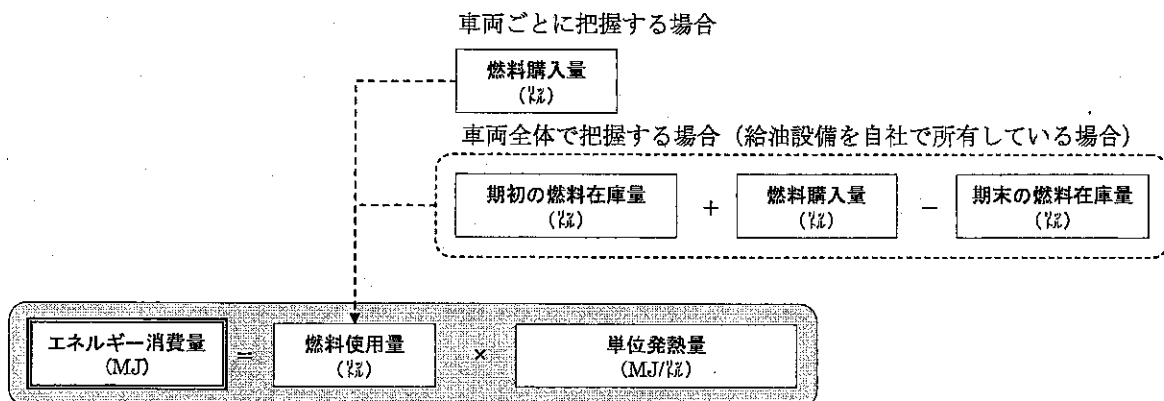 車両ごとに把握する場合
燃料購入量
(㍑)
車両全体で把握する場合（給油設備を自社で所有している場合）
期初の燃料在庫量 + 燃料購入量 − 期末の燃料在庫量
(㍑) (㍑) (㍑)
エネルギー消費量 = 燃料使用量 × 単位発熱量
(MJ) (㍑) (MJ/㍑)